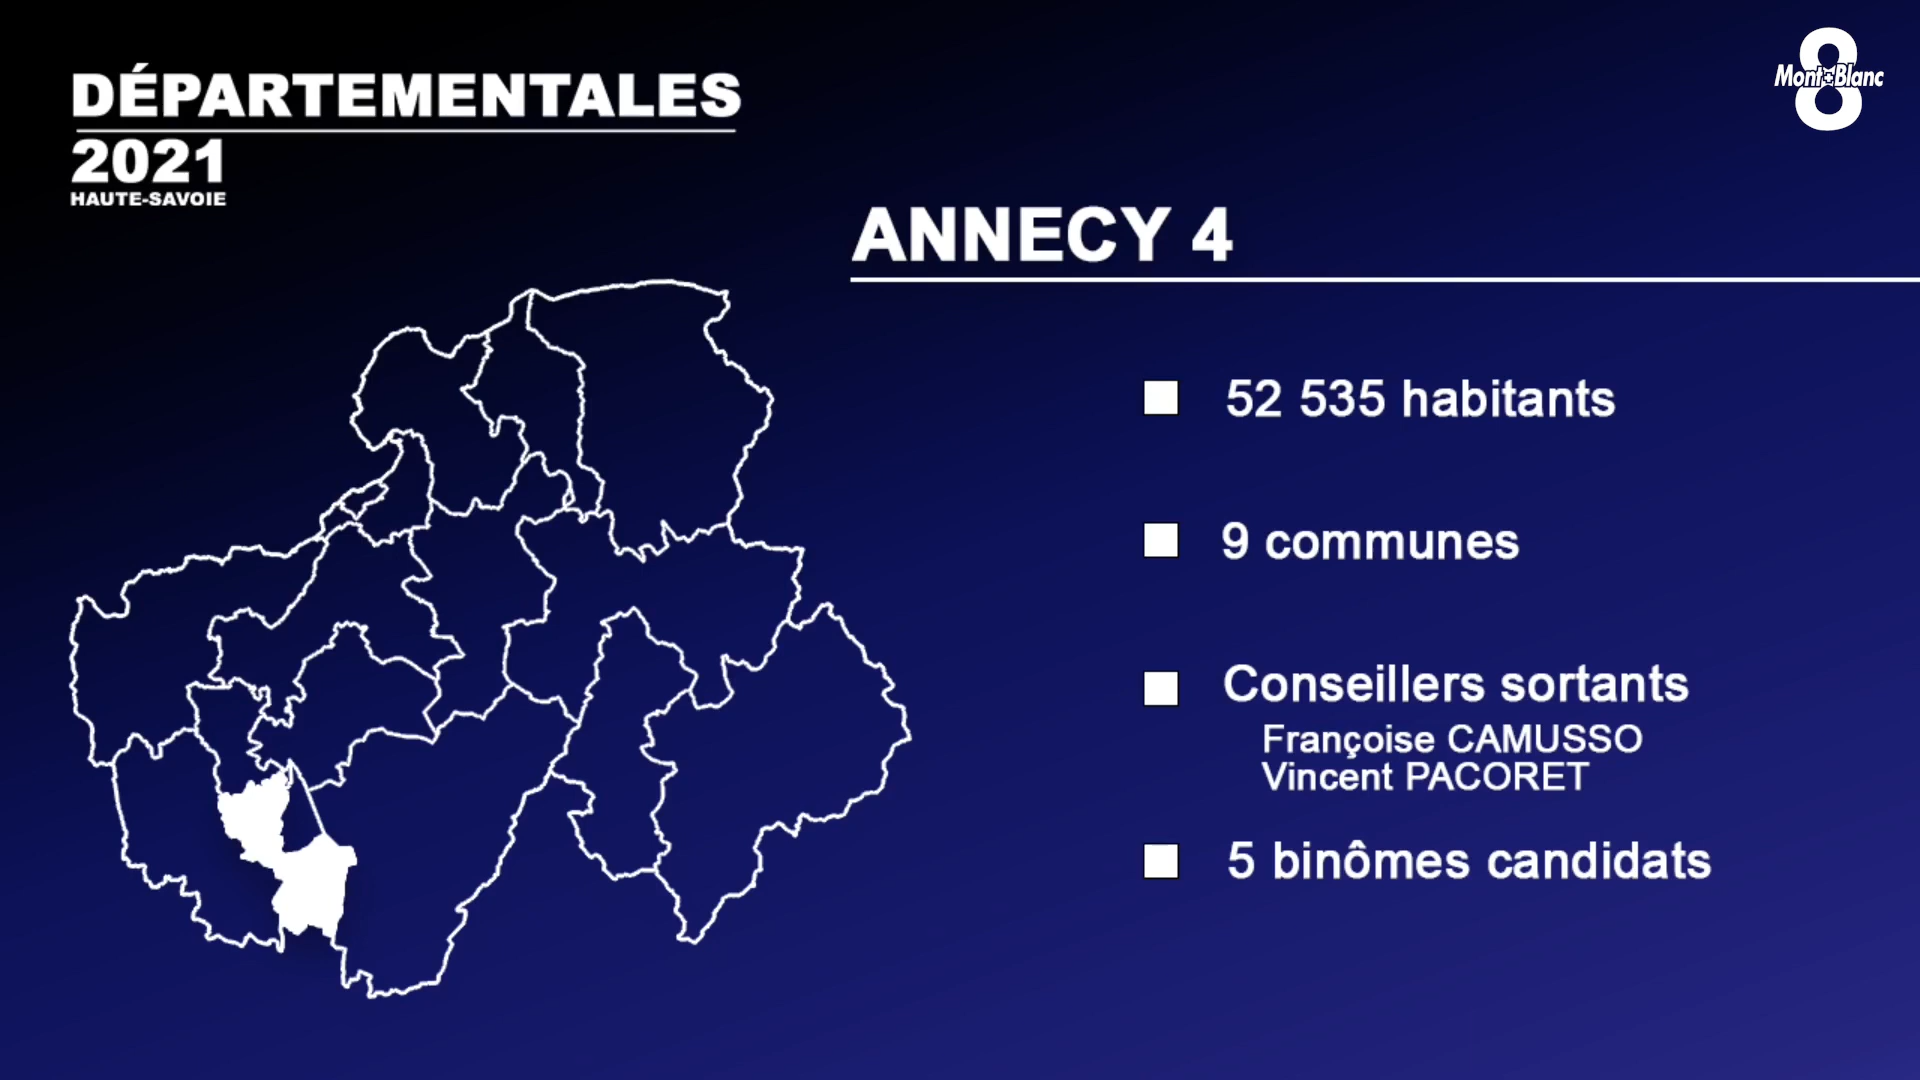 DÉPARTEMENTALES
2021
HAUTE-SAVOIE
8
Mont-Blanc
ANNECY 4
52 535 habitants
9 communes
Conseillers sortants
Françoise CAMUSSO
Vincent PACORET
5 binômes candidats